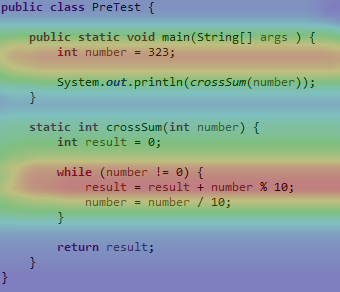 public class PreTest {
    public static void main(String[] args ) {
        int number = 323;
        System.out.println(crossSum(number));
    }
    static int crossSum(int number) {
        int result = 0;
        while (number != 0) {
            result = result + number % 10;
            number = number / 10;
        }
        return result;
    }
}